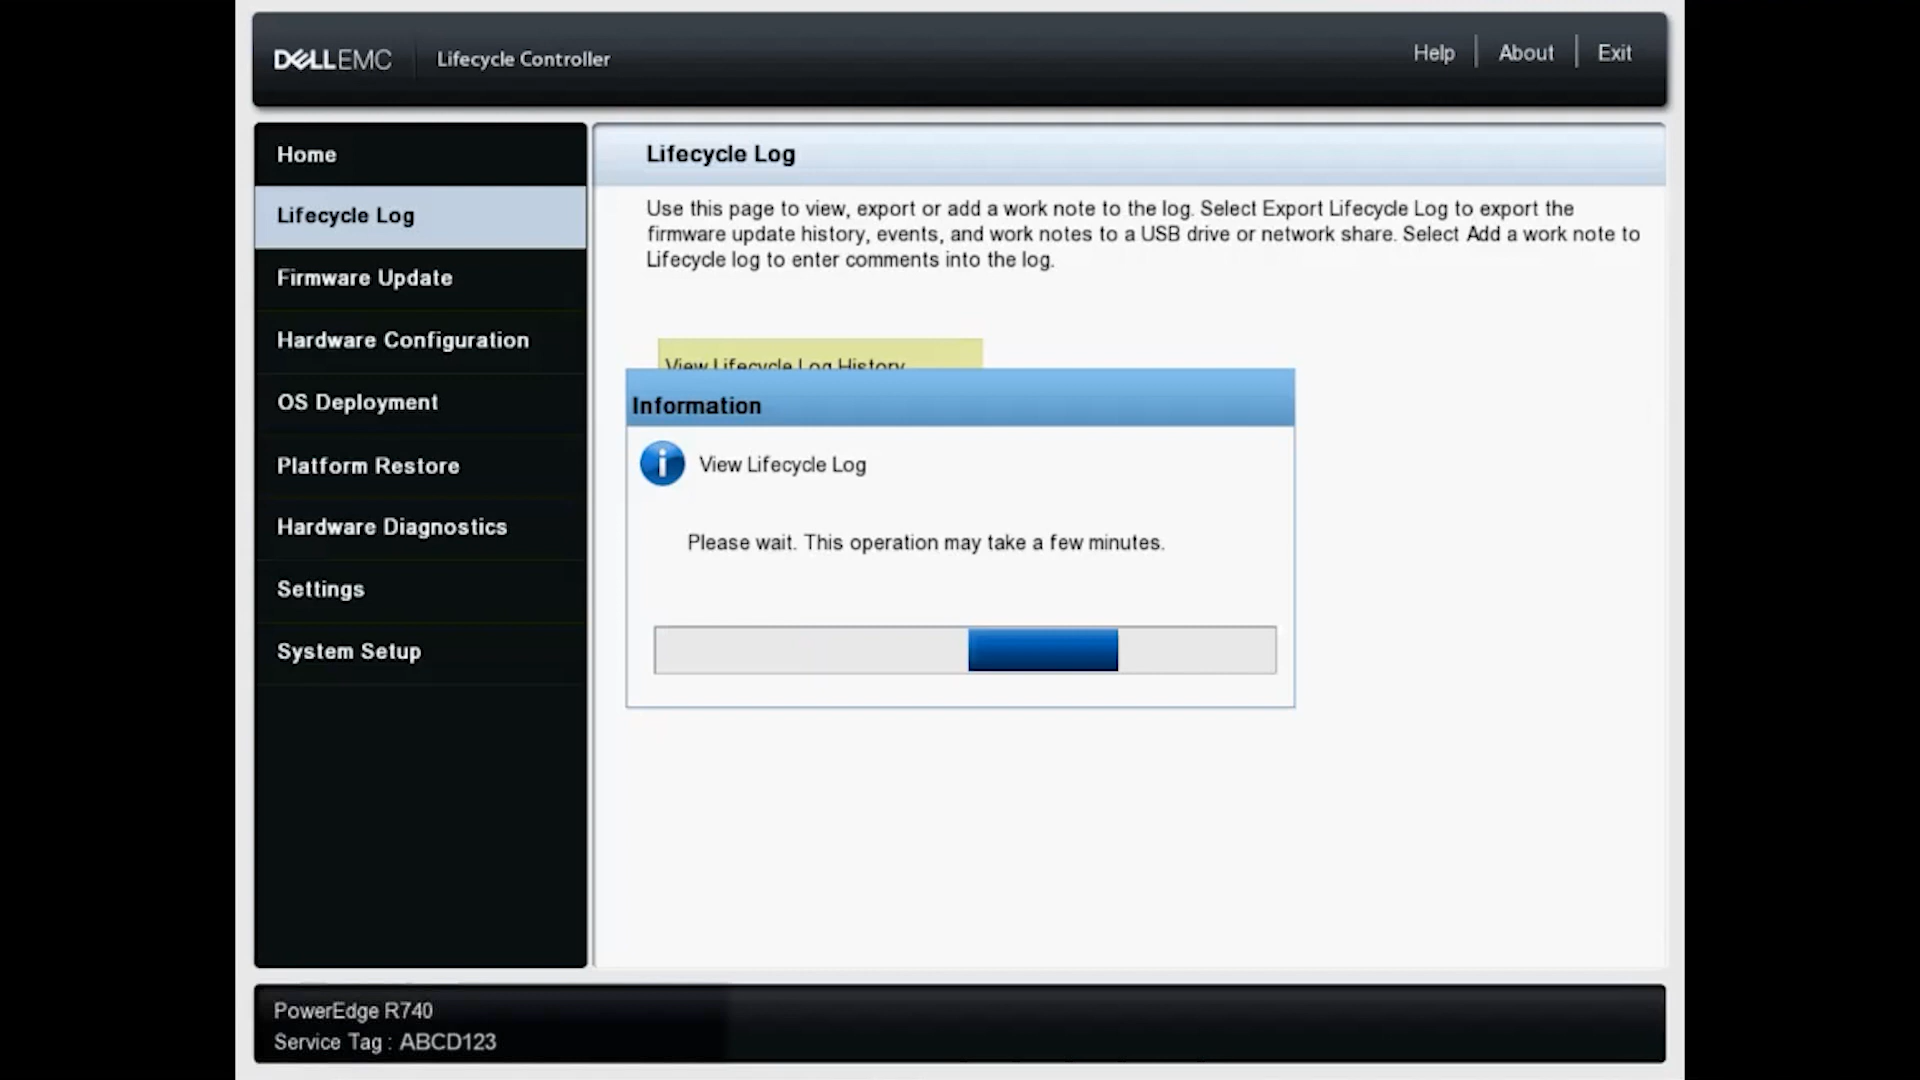 DELLEMC
Lifecycle Controller
Help
About
Exit
Home
Lifecycle Log
Firmware Update
Hardware Configuration
OS Deployment
Platform Restore
Hardware Diagnostics
Settings
System Setup
Lifecycle Log
Use this page to view, export or add a work note to the log. Select Export Lifecycle Log to export the
firmware update history, events, and work notes to a USB drive or network share. Select Add a work note to
Lifecycle log to enter comments into the log.
View Lifecycle Log History
Information
View Lifecycle Log
Please wait. This operation may take a few minutes.
PowerEdge R740
Service Tag : ABCD123